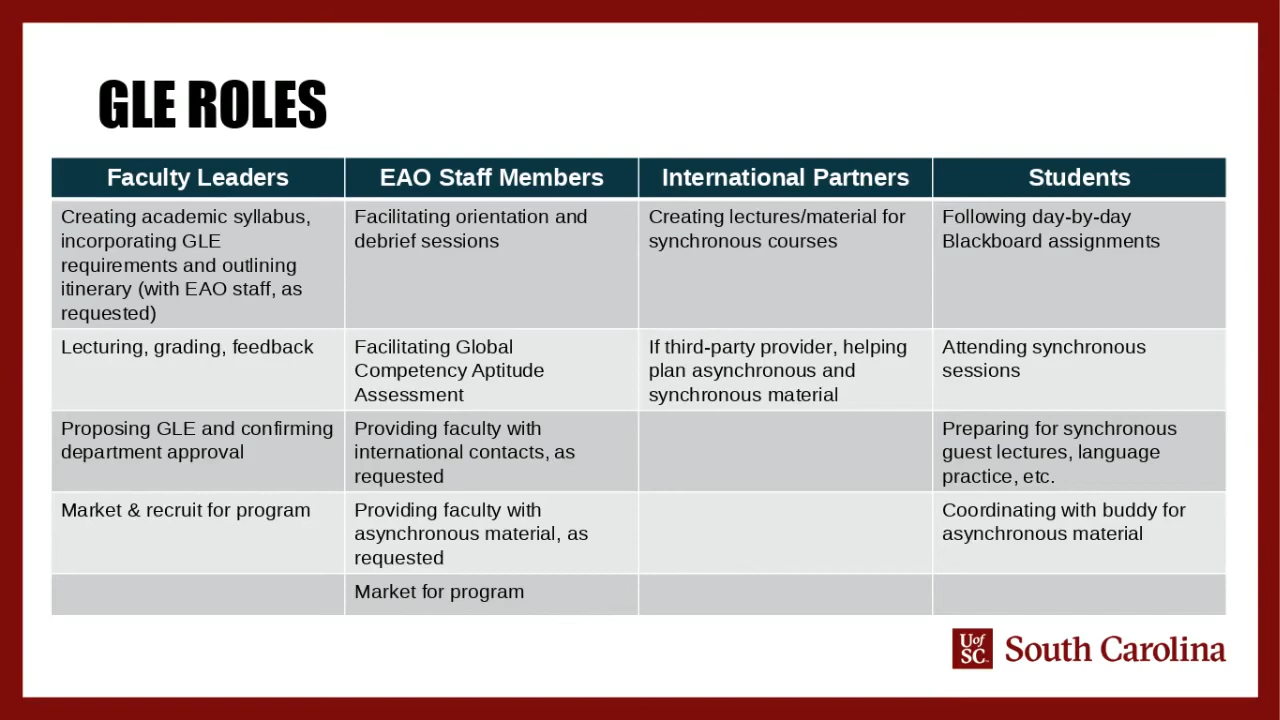 GLE ROLES
Faculty Leaders
EAO Staff Members
International Partners
Students
Creating academic syllabus,
incorporating GLE
requirements and outlining
itinerary (with EAO staff, as
requested)
Facilitating orientation and
debrief sessions
Creating lectures/material for
synchronous courses
Following day-by-day
Blackboard assignments
Lecturing, grading, feedback
Facilitating Global
Competency Aptitude
Assessment
If third-party provider, helping
plan asynchronous and
synchronous material
Attending synchronous
sessions
Proposing GLE and confirming
department approval
Providing faculty with
international contacts, as
requested
Preparing for synchronous
guest lectures, language
practice, etc.
Market & recruit for program
Providing faculty with
asynchronous material, as
requested
Coordinating with buddy for
asynchronous material
Market for program
Uof
SC
South Carolina